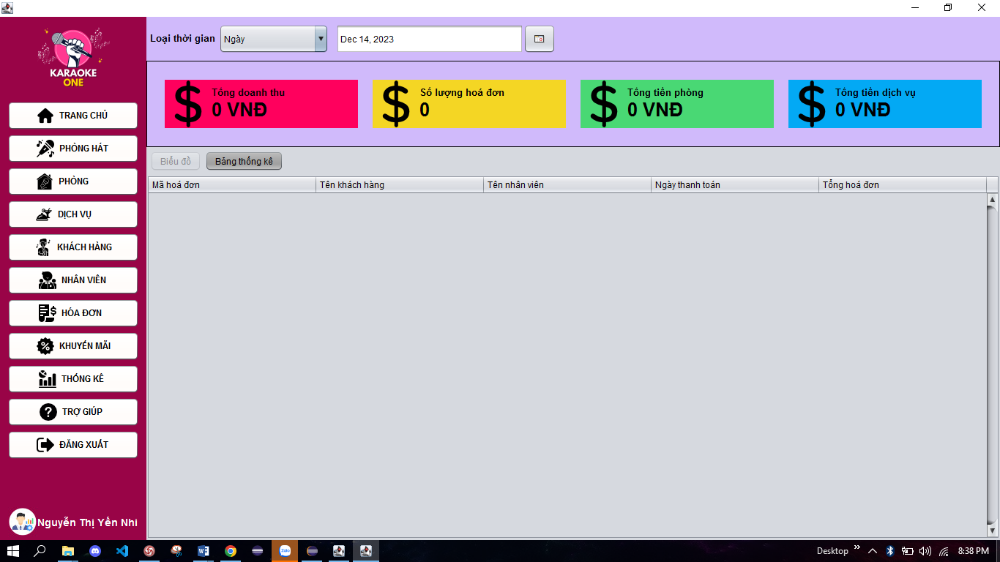 KARAOKE
ONE
TRANG CHỦ
PHÒNG HÁT
PHÒNG
DỊCH VỤ
KHÁCH HÀNG
NHÂN VIÊN
HÓA ĐƠN
KHUYẾN MÃI
THỐNG KÊ
TRỢ GIÚP
ĐĂNG XUẤT
Nguyễn Thị Yến Nhi
Loại thời gian Ngày Dec 14, 2023
Tổng doanh thu
0 VNĐ
Số lượng hoá đơn
0
Tổng tiền phòng
0 VNĐ
Tổng tiền dịch vụ
0 VNĐ
Biểu đồ Bảng thống kê
Mã hoá đơn Tên khách hàng Tên nhân viên Ngày thanh toán Tổng hoá đơn
Desktop 8:38 PM